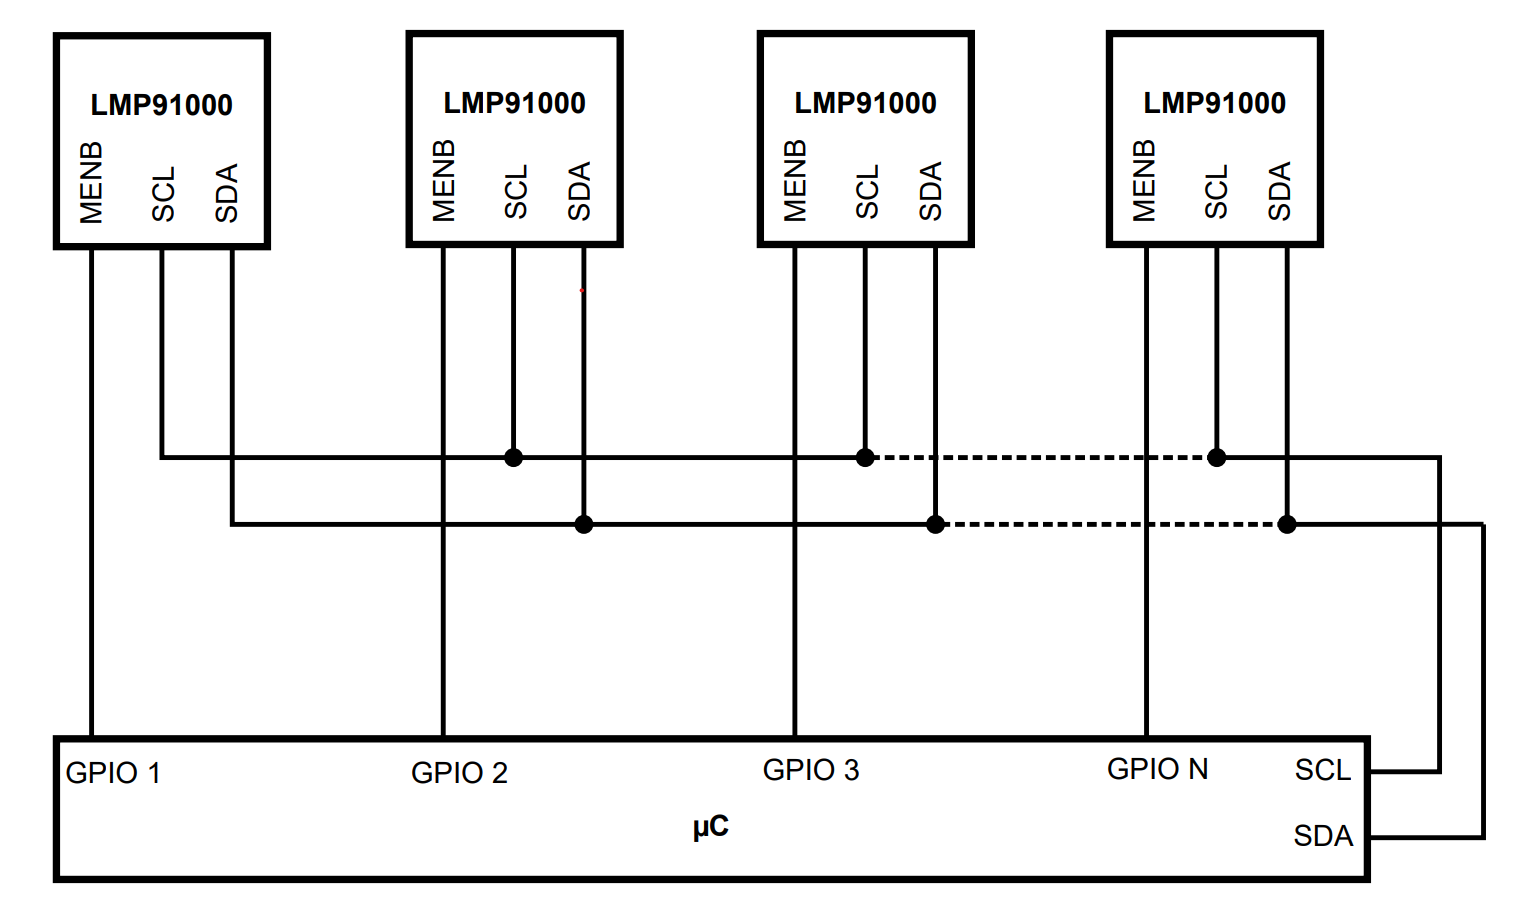 LMP91000
MENB
SCL
SDA
LMP91000
MENB
SCL
SDA
LMP91000
MENB
SCL
SDA
LMP91000
MENB
SCL
SDA
GPIO 1
GPIO 2
GPIO 3
GPIO N
SCL
µC
SDA